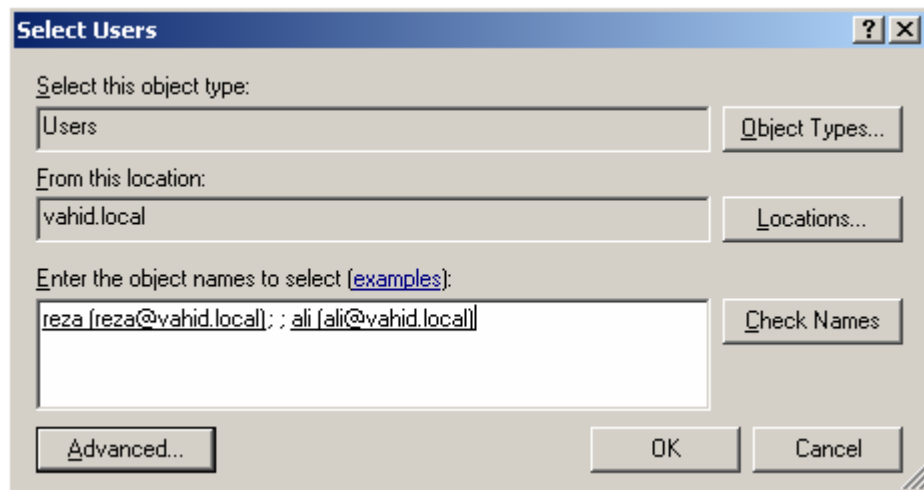 Select Users
Select this object type:
Users
Object Types...
From this location:
vahid.local
Locations...
Enter the object names to select (examples):
reza (reza@vahid.local); ; ali (ali@vahid.local)
Check Names
Advanced...
OK
Cancel